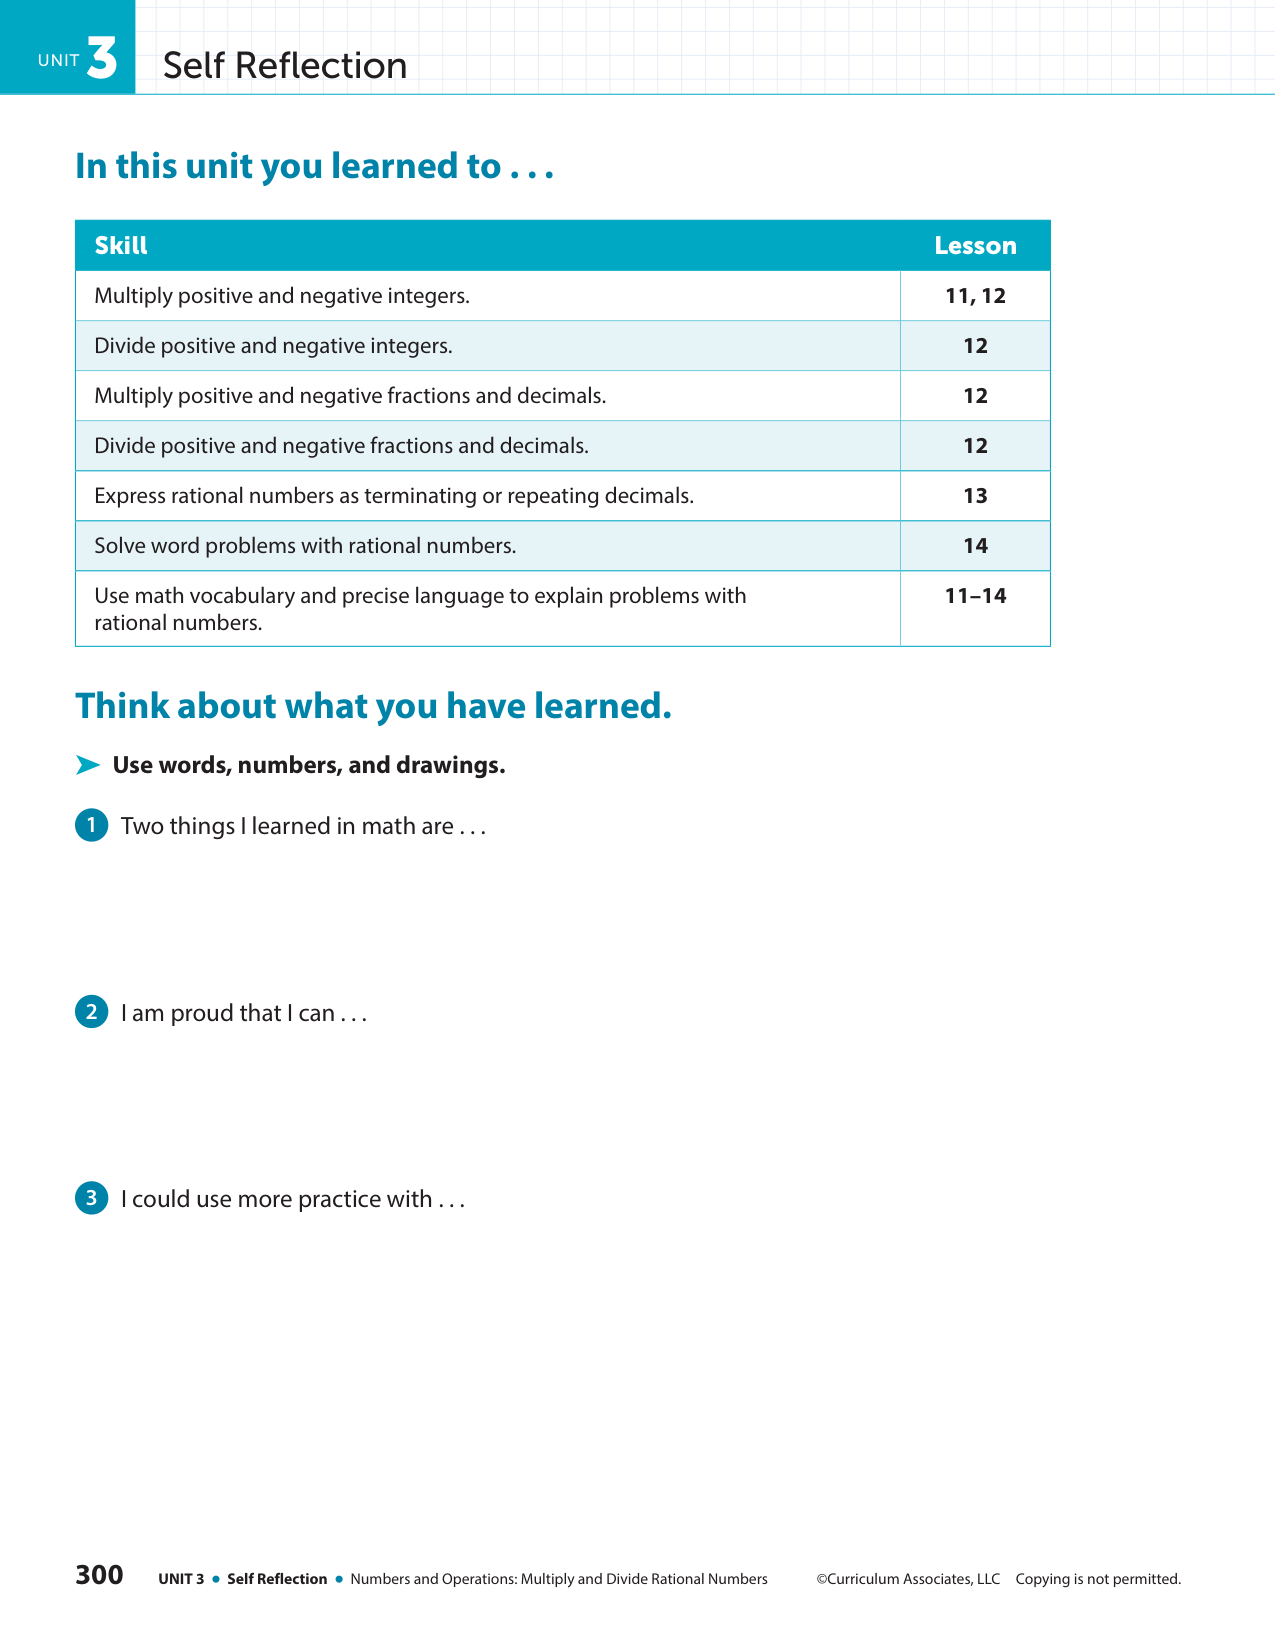 UNIT 3 Self Reflection
In this unit you learned to . . .
Skill Lesson
Multiply positive and negative integers. 11, 12
Divide positive and negative integers. 12
Multiply positive and negative fractions and decimals. 12
Divide positive and negative fractions and decimals. 12
Express rational numbers as terminating or repeating decimals. 13
Solve word problems with rational numbers. 14
Use math vocabulary and precise language to explain problems with 11–14
rational numbers.
Think about what you have learned.
➤ Use words, numbers, and drawings.
1 Two things I learned in math are . . .
2 I am proud that I can . . .
3 I could use more practice with . . .
300 UNIT 3 • Self Reflection • Numbers and Operations: Multiply and Divide Rational Numbers ©Curriculum Associates, LLC Copying is not permitted.